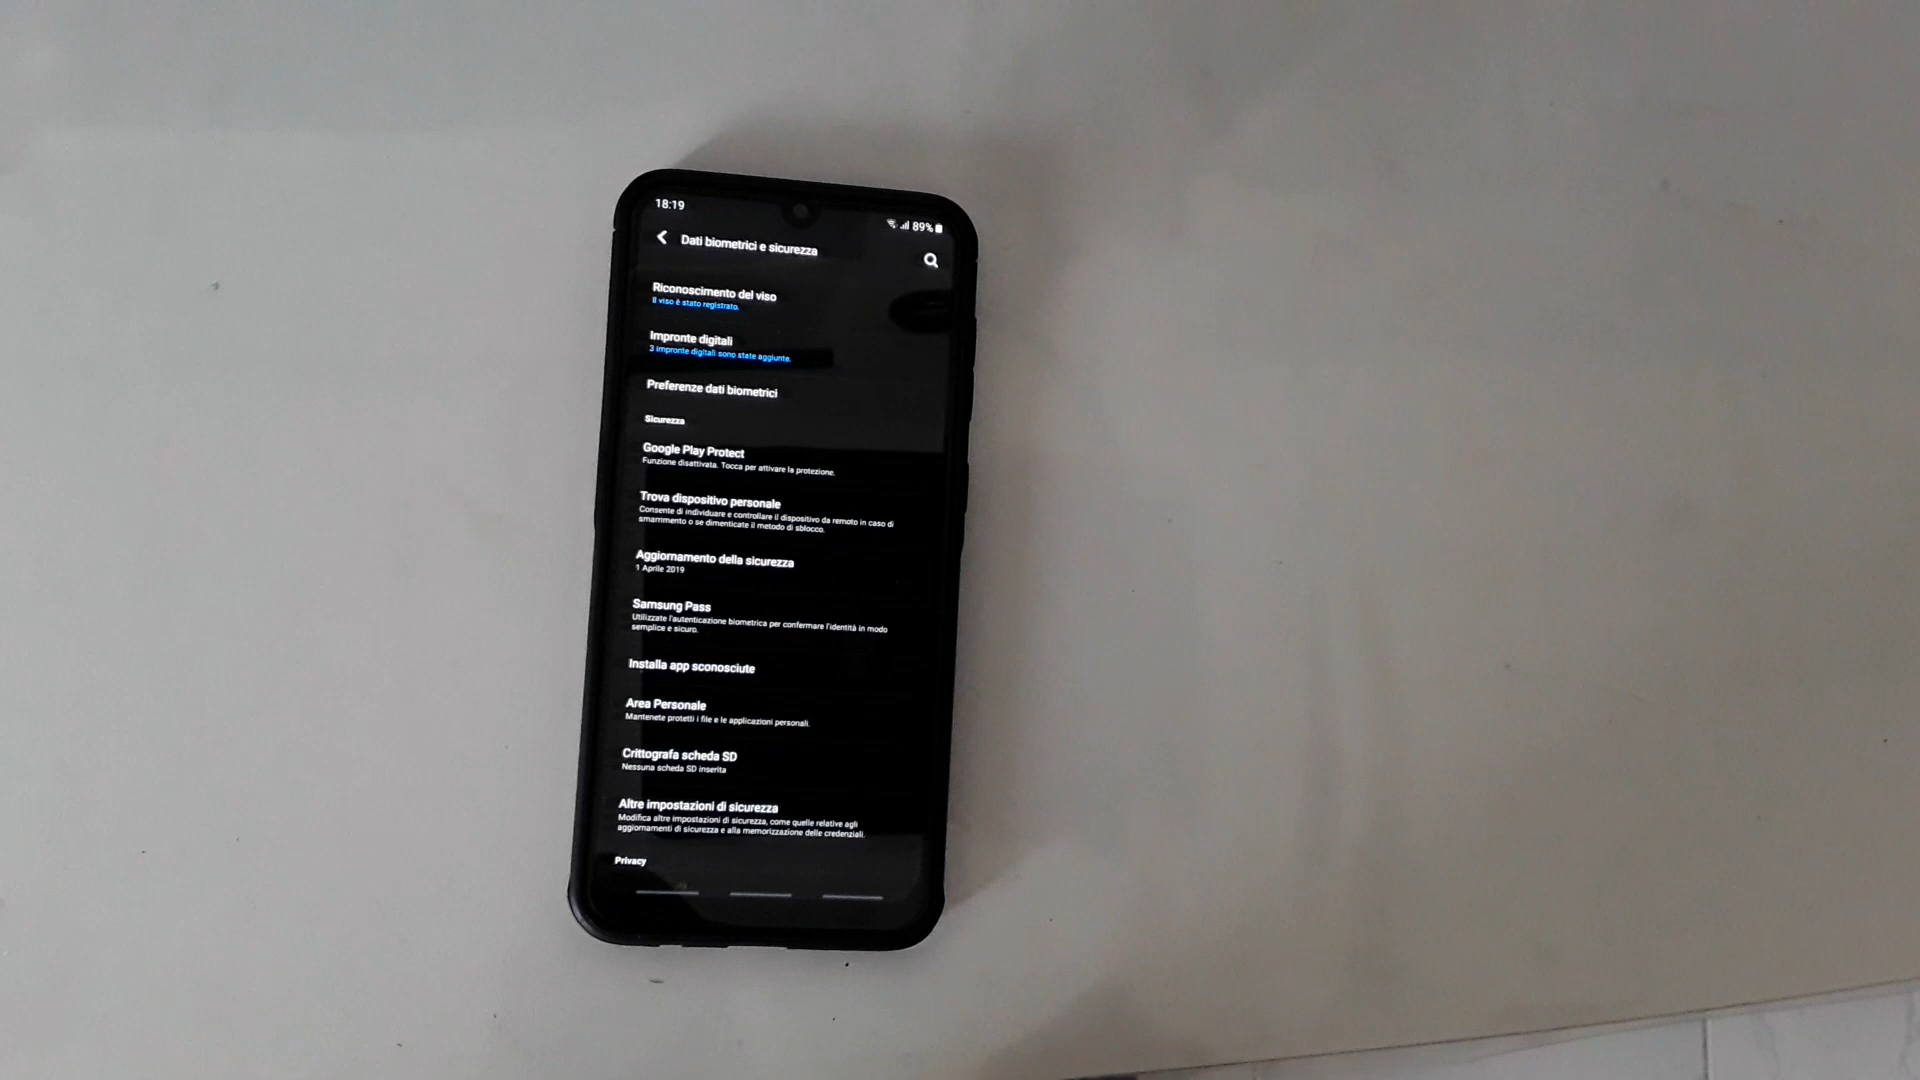 18:19
89%
Dati biometrici e sicurezza
Riconoscimento del viso
Il viso è stato registrato.
Impronte digitali
3 impronte digitali sono state aggiunte.
Preferenze dati biometrici
Sicurezza
Google Play Protect
Funzione disattivata. Tocca per attivare la protezione.
Trova dispositivo personale
Consente di individuare e controllare il dispositivo da remoto in caso di
smarrimento o se dimenticate il metodo di sblocco.
Aggiornamento della sicurezza
1 Aprile 2019
Samsung Pass
Utilizzate l'autenticazione biometrica per confermare l'identità in modo
semplice e sicuro.
Installa app sconosciute
Area Personale
Mantenete protetti i file e le applicazioni personali.
Crittografa scheda SD
Nessuna scheda SD inserita
Altre impostazioni di sicurezza
Modifica altre impostazioni di sicurezza, come quelle relative agli
aggiornamenti di sicurezza e alla memorizzazione delle credenziali.
Privacy